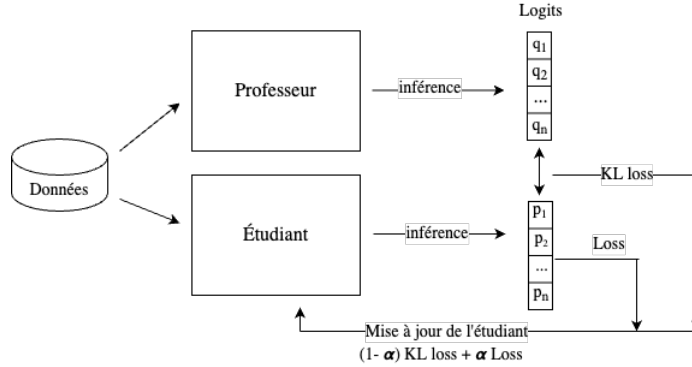 Logits
Professeur
inférence
q1
q2
...
qn
Données
KL loss
Étudiant
inférence
p1
p2
...
pn
Loss
Mise à jour de l'étudiant
(1- α) KL loss + α Loss